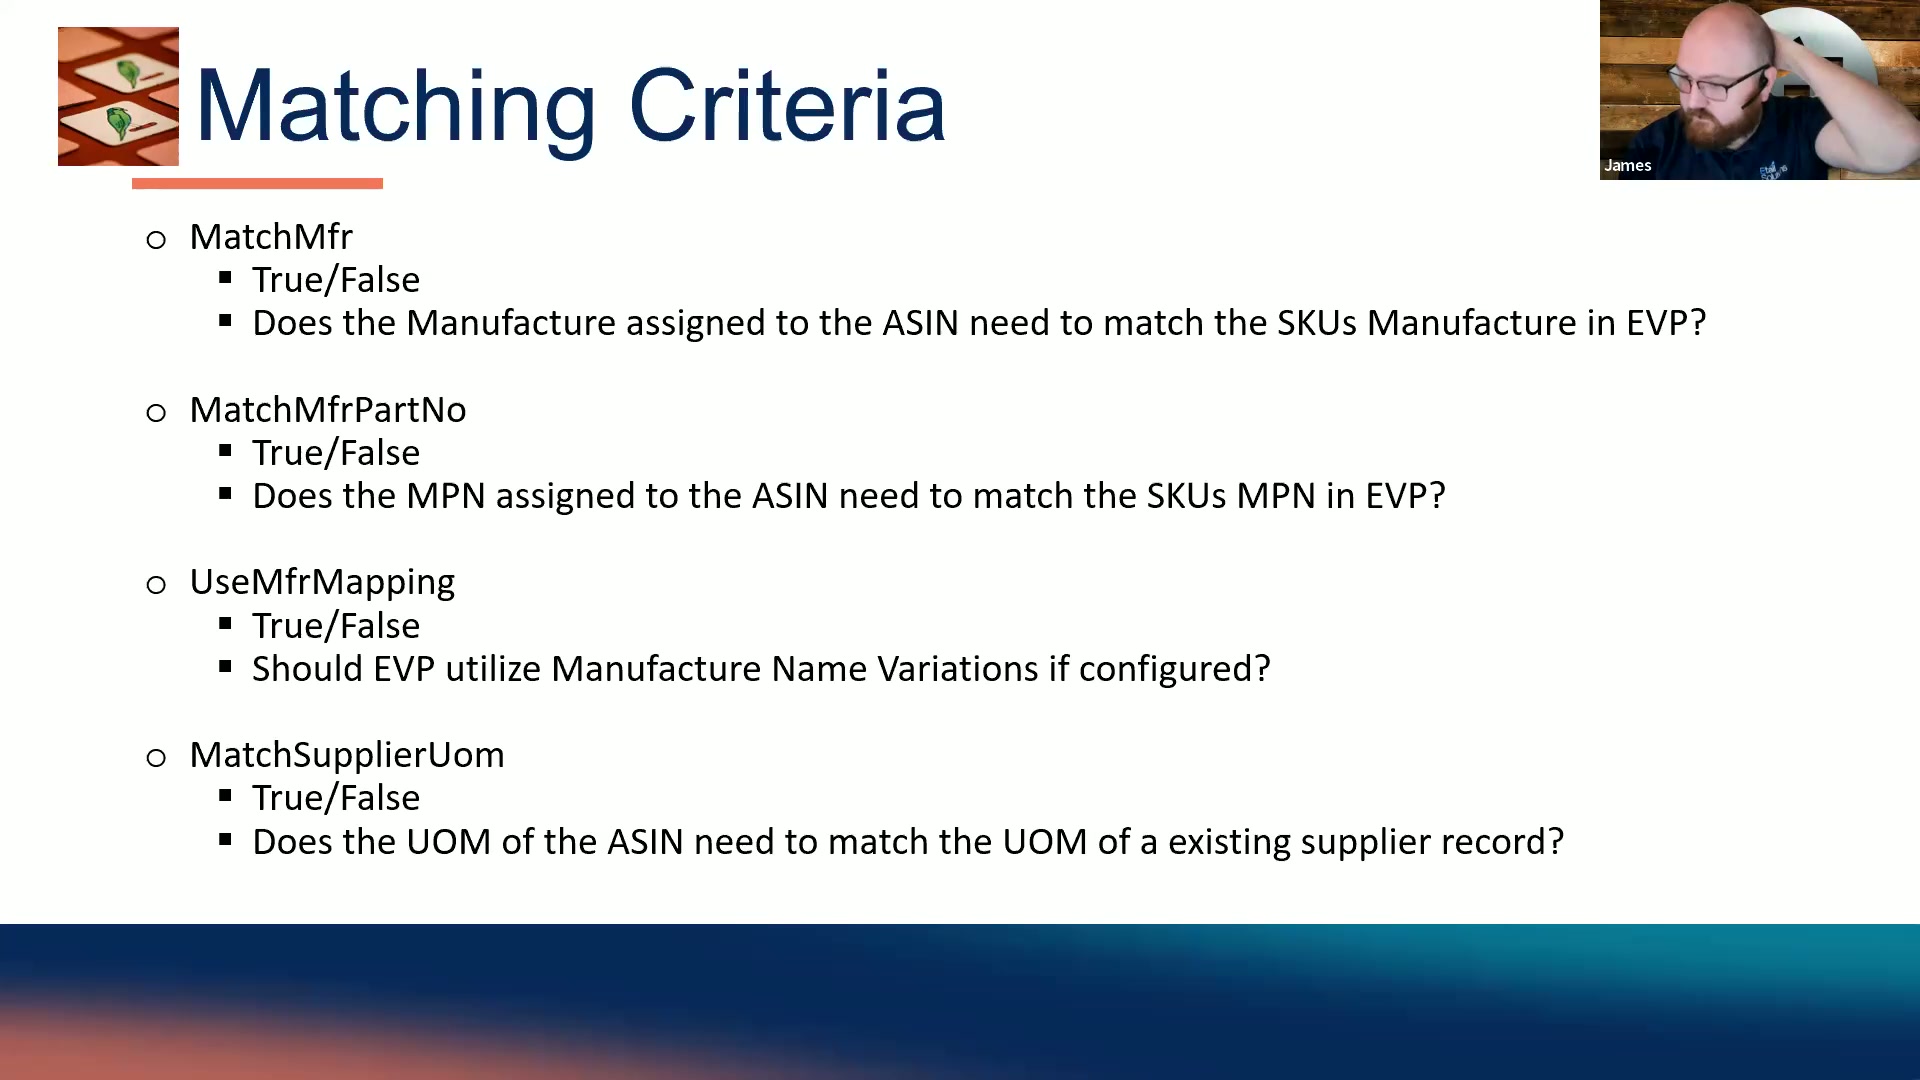 Matching Criteria
James
MatchMfr
True/False
Does the Manufacture assigned to the ASIN need to match the SKUs Manufacture in EVP?
MatchMfrPartNo
True/False
Does the MPN assigned to the ASIN need to match the SKUs MPN in EVP?
UseMfrMapping
True/False
Should EVP utilize Manufacture Name Variations if configured?
MatchSupplierUom
True/False
Does the UOM of the ASIN need to match the UOM of a existing supplier record?